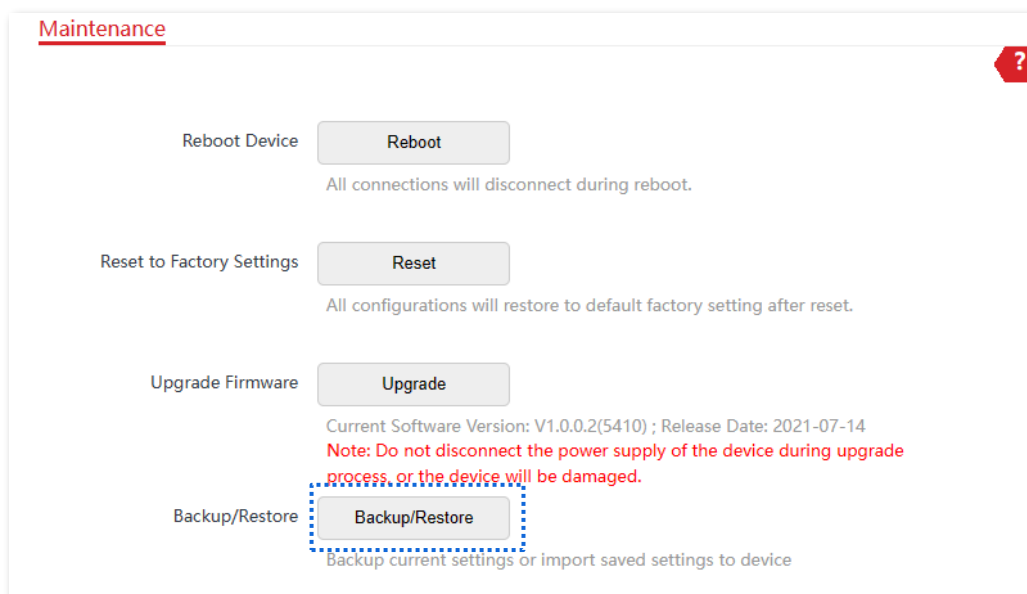 Maintenance
?
Reboot Device Reboot
All connections will disconnect during reboot.
Reset to Factory Settings Reset
All configurations will restore to default factory setting after reset.
Upgrade Firmware Upgrade
Current Software Version: V1.0.0.2(5410) ; Release Date: 2021-07-14
Note: Do not disconnect the power supply of the device during upgrade
process, or the device will be damaged.
Backup/Restore Backup/Restore
Backup current settings or import saved settings to device